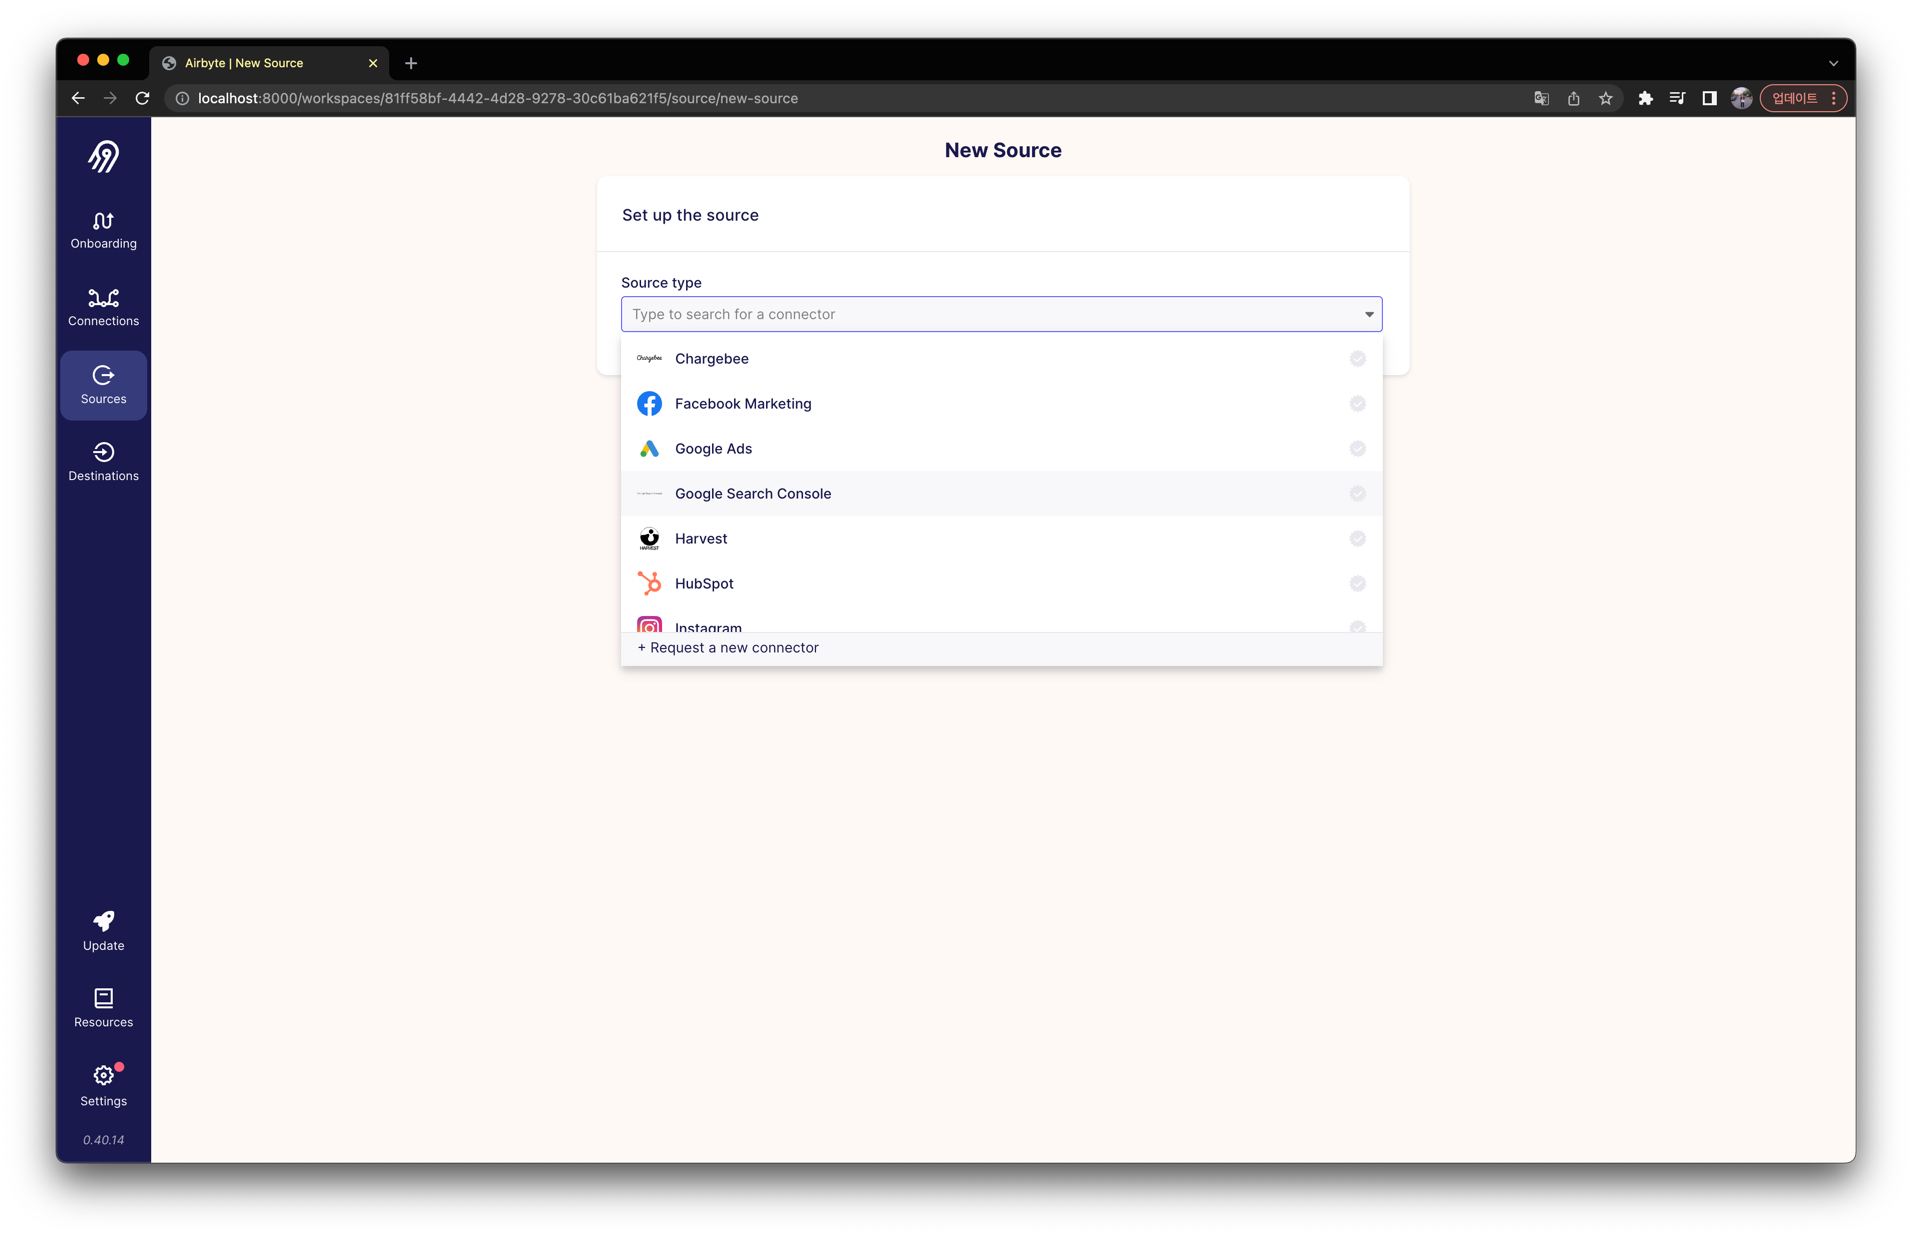 Airbyte | New Source
localhost:8000/workspaces/81ff58bf-4442-4d28-9278-30c61ba621f5/source/new-source
업데이트
Onboarding
Connections
Sources
Destinations
Update
Resources
Settings
0.40.14
New Source
Set up the source
Source type
Type to search for a connector
Chargebee Chargebee
Facebook Marketing
Google Ads
Google Search Console
HARVEST Harvest
HubSpot
Instagram
+ Request a new connector